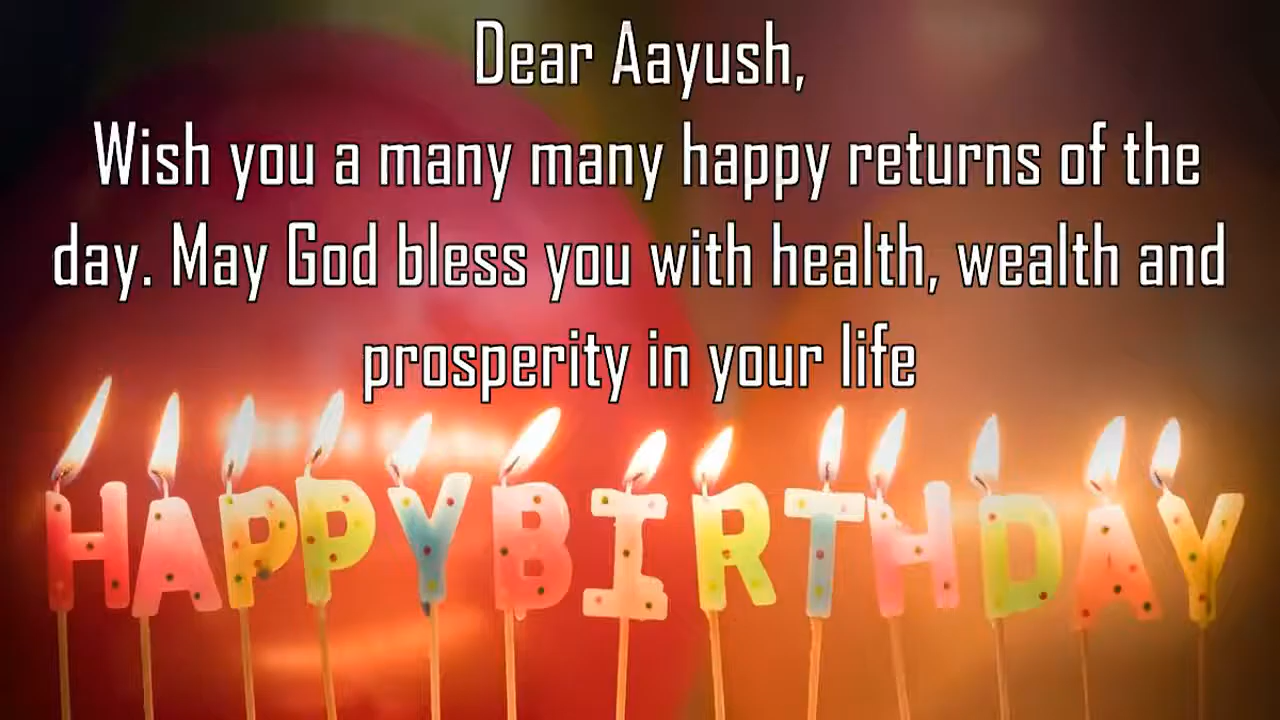 Dear Aayush,
Wish you a many many happy returns of the
day. May God bless you with health, wealth and
prosperity in your life
HAPPY BIRTHDAY